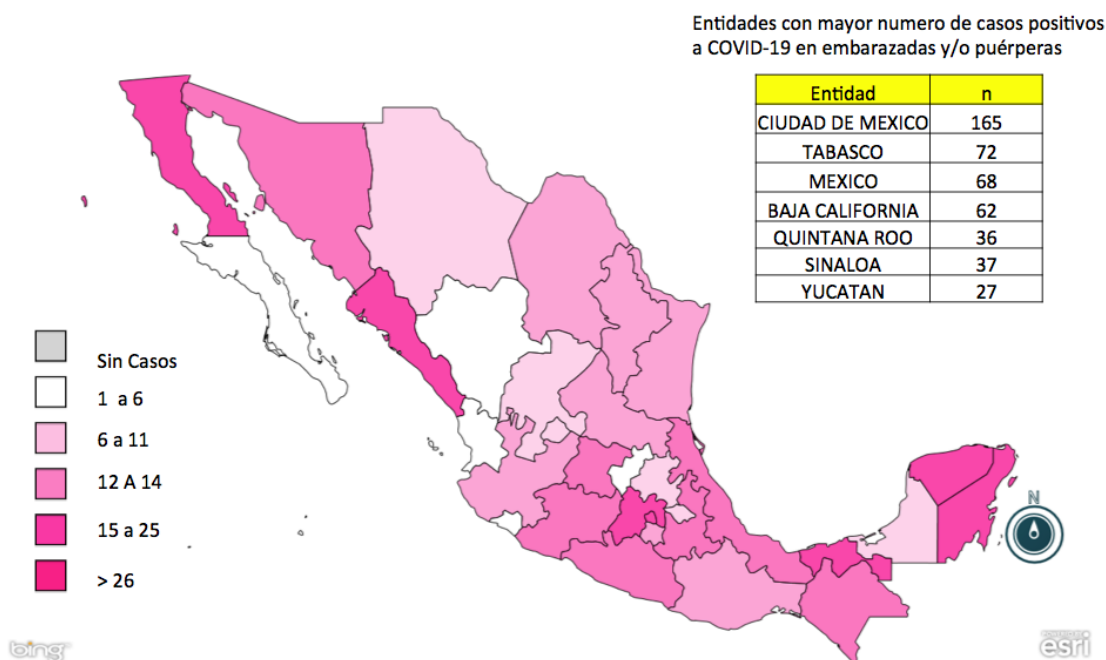 Entidades con mayor numero de casos positivos
a COVID-19 en embarazadas y/o puérperas
Entidad n
CIUDAD DE MEXICO 165
TABASCO 72
MEXICO 68
BAJA CALIFORNIA 62
QUINTANA ROO 36
SINALOA 37
YUCATAN 27
Sin Casos
1 a 6
6 a 11
12 A 14
15 a 25
> 26
N
bing
esri